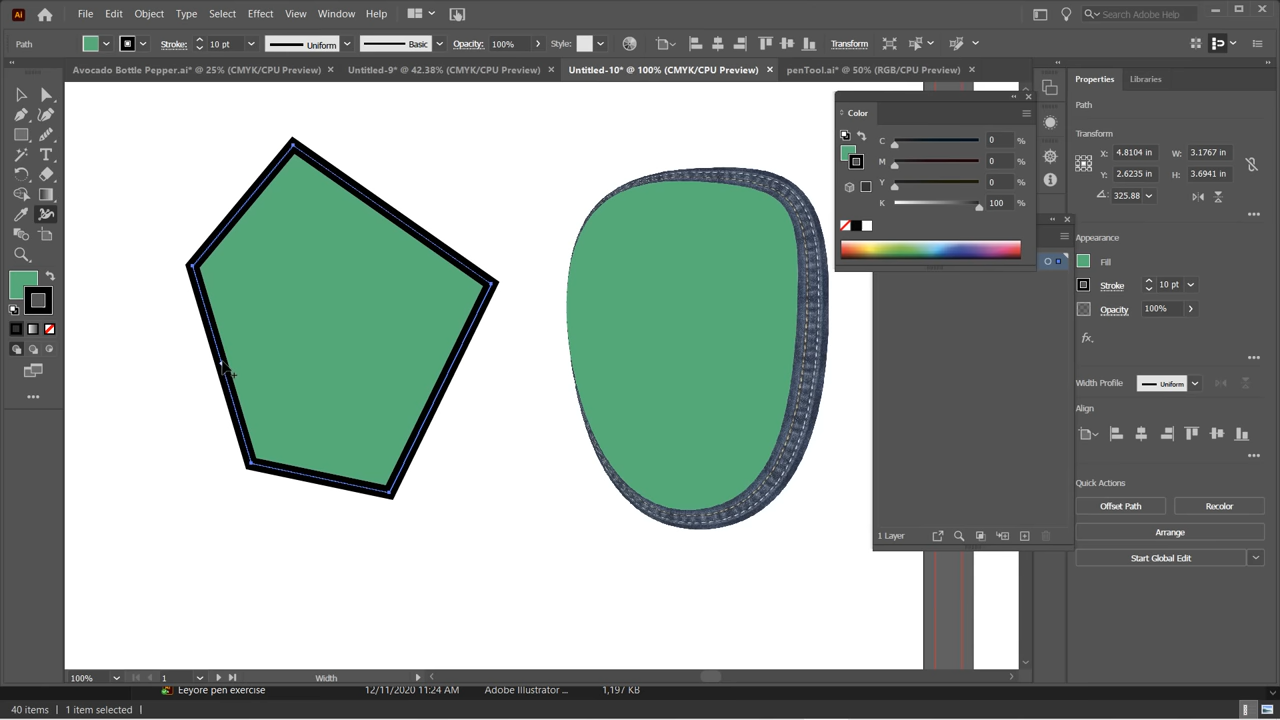 Ai File Edit Object Type Select Effect View Window Help Search Adobe Help
Path Stroke: 10 pt Uniform Basic Opacity: 100% Style: Transform
Avocado Bottle Pepper.ai* @ 25% (CMYK/CPU Preview) Untitled-9* @ 42.38% (CMYK/CPU Preview) Untitled-10* @ 100% (CMYK/CPU Preview) penTool.ai* @ 50% (RGB/CPU Preview)
Color
C 0 %
M 0 %
Y 0 %
K 100 %
1 Layer
Properties Libraries
Path
Transform
X: 4.8104 in W: 3.1767 in
Y: 2.6235 in H: 3.6941 in
325.88
Appearance
Fill
Stroke 10 pt
Opacity 100%
fx
Width Profile Uniform
Align
Quick Actions
Offset Path Recolor
Arrange
Start Global Edit
100% 1 Width
Eeyore pen exercise 12/11/2020 11:24 AM Adobe Illustrator ... 1,197 KB
40 items 1 item selected